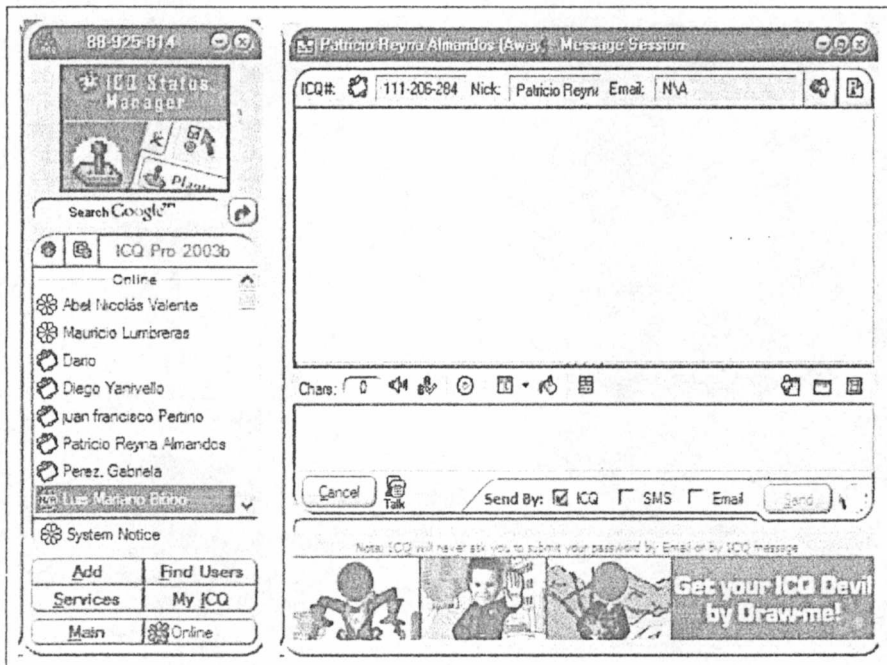 88-925-814
ICQ Status
Manager
Search Google™
ICQ Pro 2003b
Online
Abel Nicolás Valente
Mauricio Lumbreras
Dario
Diego Yanivello
juan francisco Pertino
Patricio Reyna Almandos
Perez, Gabriela
Luis Mariano Bibbo
System Notice
Add Find Users
Services My ICQ
Main Online
Patricio Reyna Almandos (Away) Message Session
ICQ#: 111-206-284 Nick: Patricio Reyna Email: N\A
Chars: 0
Cancel Talk Send By: ICQ SMS Email Send
Note: ICQ will never ask you to submit your password by Email or by ICQ message
Get your ICQ Devil
by Draw-me!